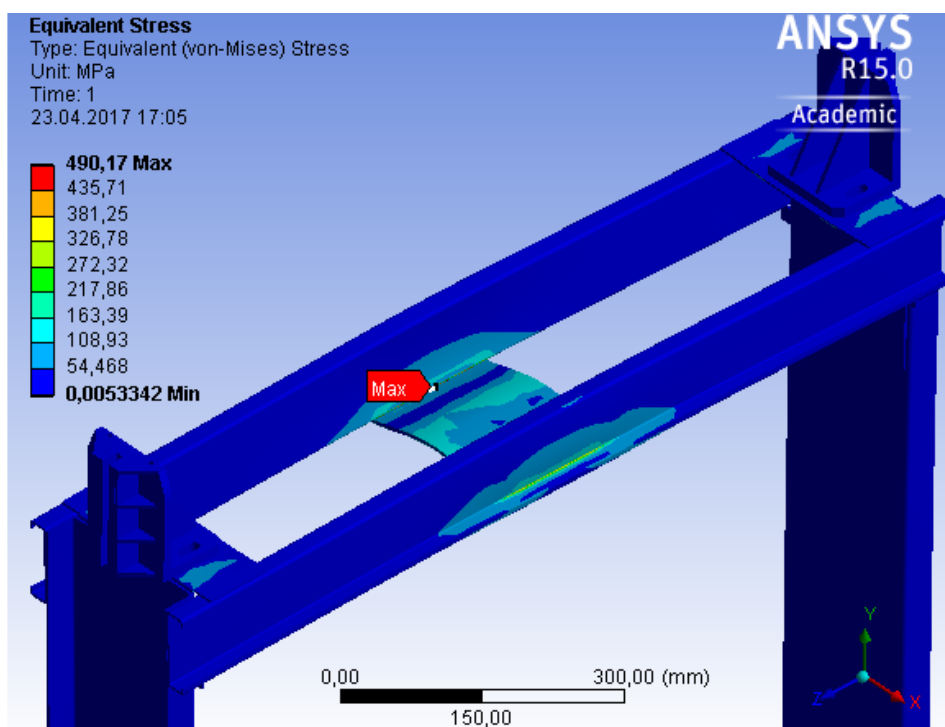 Equivalent Stress
Type: Equivalent (von-Mises) Stress
Unit: MPa
Time: 1
23.04.2017 17:05
ANSYS
R15.0
Academic
490,17 Max
435,71
381,25
326,78
272,32
217,86
163,39
108,93
54,468
0,0053342 Min
Max
0,00
300,00 (mm)
150,00
Y
Z
X